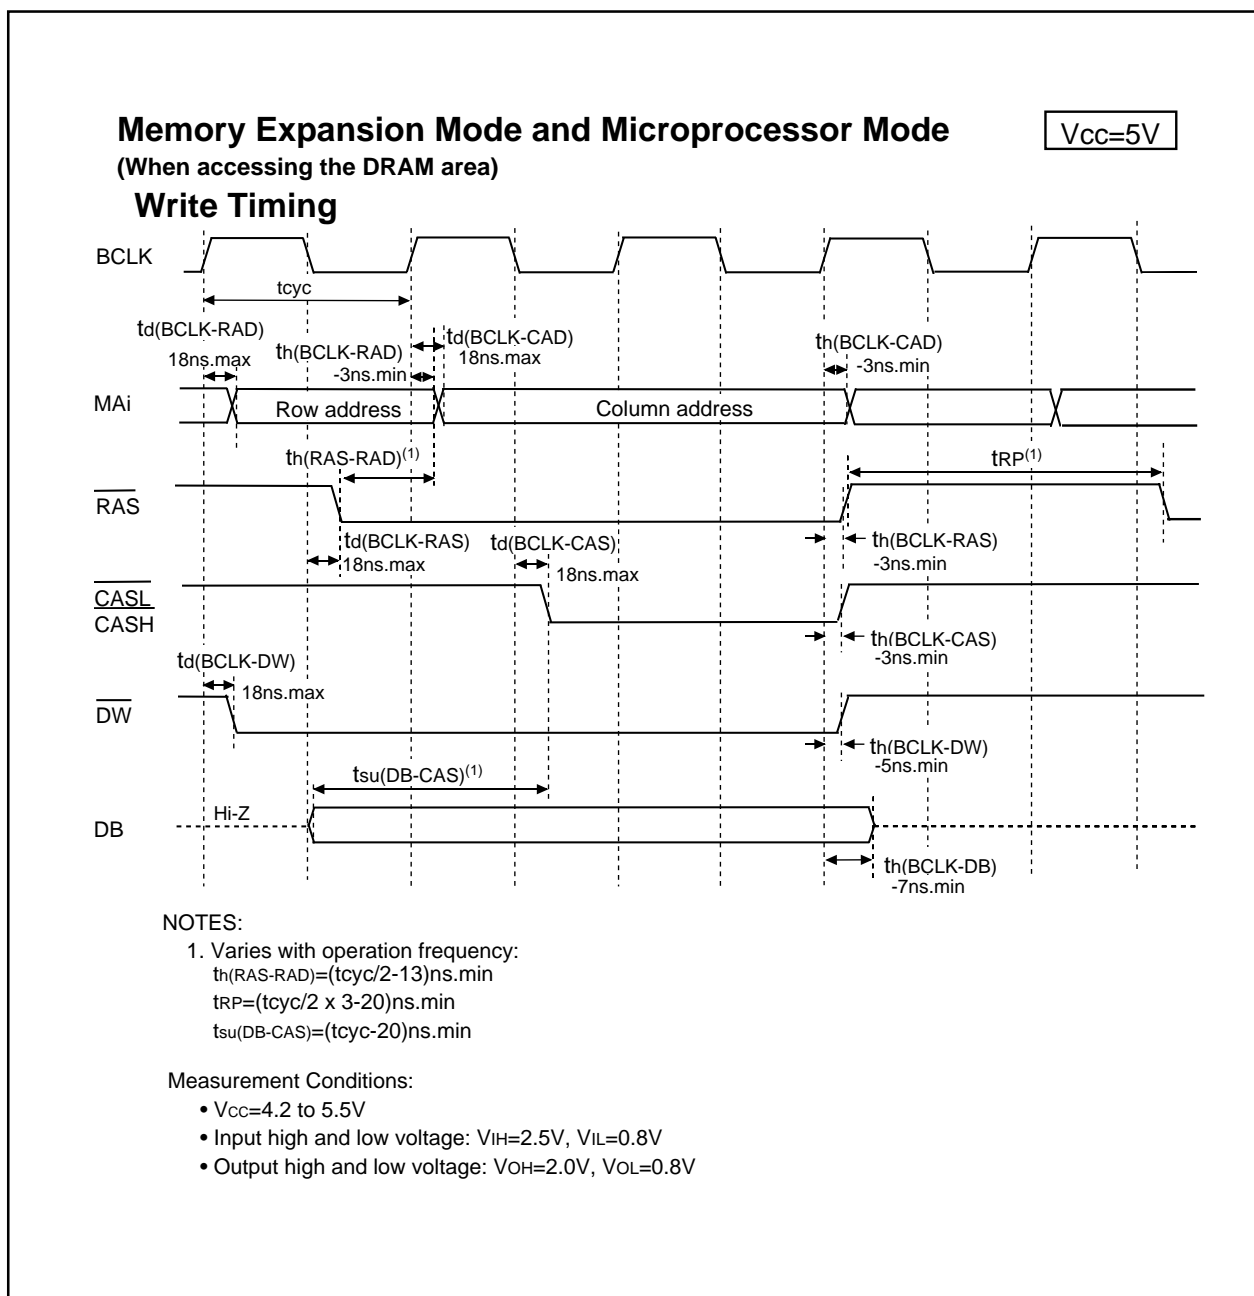 Memory Expansion Mode and Microprocessor Mode
Vcc=5V
(When accessing the DRAM area)
Write Timing
BCLK
tcyc
td(BCLK-RAD)
18ns.max
th(BCLK-RAD)
-3ns.min
td(BCLK-CAD)
18ns.max
th(BCLK-CAD)
-3ns.min
MAi
Row address
Column address
th(RAS-RAD)(1)
tRP(1)
RAS
td(BCLK-RAS)
18ns.max
td(BCLK-CAS)
18ns.max
th(BCLK-RAS)
-3ns.min
CASL
CASH
th(BCLK-CAS)
-3ns.min
td(BCLK-DW)
18ns.max
DW
th(BCLK-DW)
-5ns.min
tsu(DB-CAS)(1)
Hi-Z
DB
th(BCLK-DB)
-7ns.min
NOTES:
1. Varies with operation frequency:
th(RAS-RAD)=(tcyc/2-13)ns.min
tRP=(tcyc/2 x 3-20)ns.min
tsu(DB-CAS)=(tcyc-20)ns.min
Measurement Conditions:
• VCC=4.2 to 5.5V
• Input high and low voltage: VIH=2.5V, VIL=0.8V
• Output high and low voltage: VOH=2.0V, VOL=0.8V